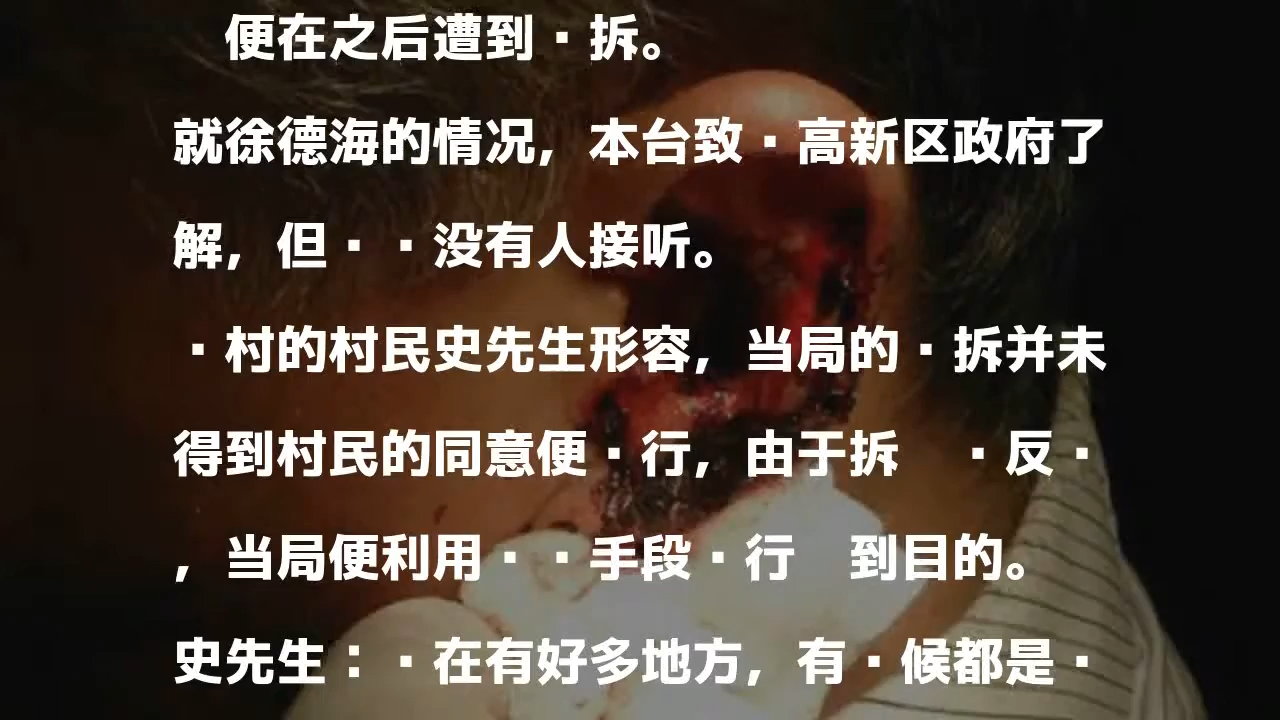 便在之后遭到·拆。
就徐德海的情况，本台致·高新区政府了
解，但··没有人接听。
·村的村民史先生形容，当局的·拆并未
得到村民的同意便·行，由于拆　·反·
，当局便利用··手段·行　到目的。
史先生：·在有好多地方，有·候都是·